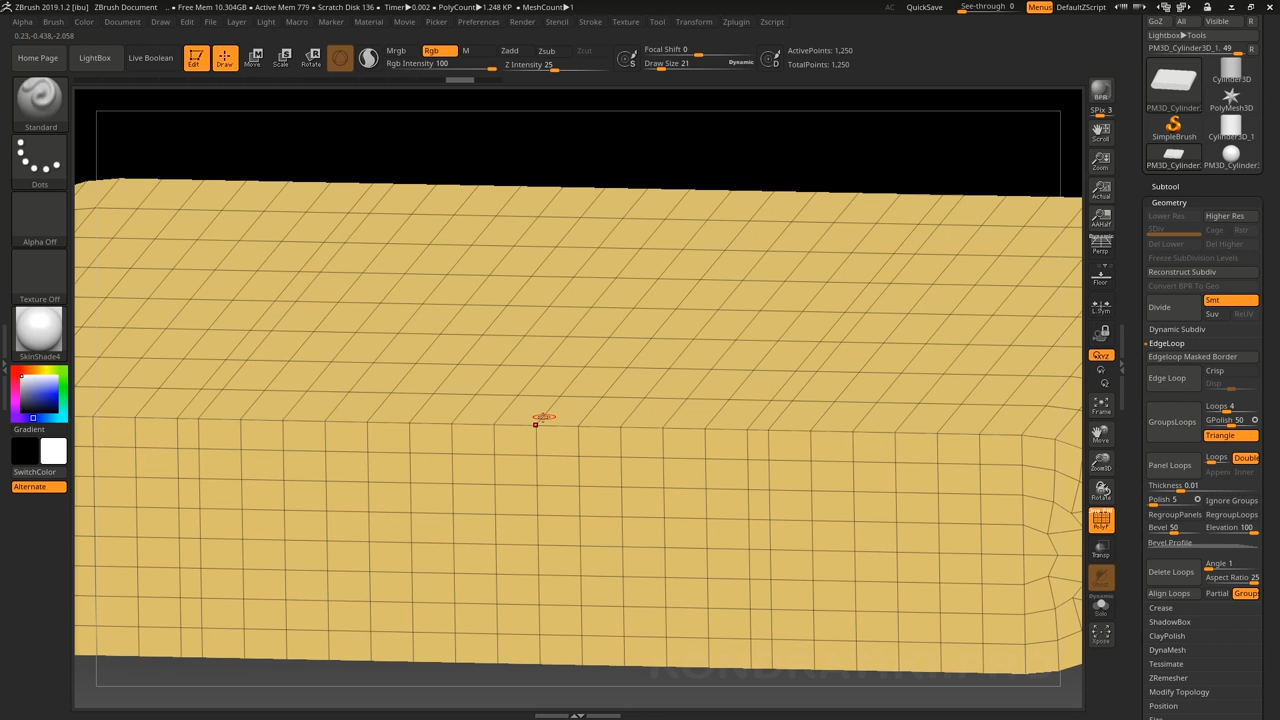 ZBrush 2019.1.2 [ibu]   ZBrush Document   .. • Free Mem 10.304GB • Active Mem 779 • Scratch Disk 136 • Timer▶0.002 • PolyCount▶1.248 KP • MeshCount▶1   AC   QuickSave   See-through 0   Menus   DefaultZScript
Alpha Brush Color Document Draw Edit File Layer Light Macro Marker Material Movie Picker Preferences Render Stencil Stroke Texture Tool Transform Zplugin Zscript
0.23,-0.438,-2.058
Home Page
LightBox
Live Boolean
Edit
Draw
Move
Scale
Rotate
Mrgb
Rgb
M
Rgb Intensity 100
Zadd
Zsub
Zcut
Z Intensity 25
S
Focal Shift 0
Draw Size 21
Dynamic
D
ActivePoints: 1,250
TotalPoints: 1,250
Standard
Dots
Alpha Off
Texture Off
SkinShade4
Gradient
SwitchColor
Alternate
BPR
SPix 3
Scroll
Zoom
Actual
AAHalf
Dynamic
Persp
Floor
L.Sym
XYZ
Frame
Move
Zoom3D
Rotate
PolyF
Transp
Ghost
Dynamic
Solo
Xpose
GoZ All Visible R
Lightbox▶Tools
PM3D_Cylinder3D_1. 49 R
PM3D_Cylinder:
Cylinder3D
PolyMesh3D
SimpleBrush
Cylinder3D_1
PM3D_Cylinder:
PM3D_Cylinder:
Subtool
Geometry
Lower Res Higher Res
SDiv Cage Rstr
Del Lower Del Higher
Freeze SubDivision Levels
Reconstruct Subdiv
Convert BPR To Geo
Divide
Smt
Suv ReUV
Dynamic Subdiv
EdgeLoop
Edgeloop Masked Border
Edge Loop
Crisp
Disp
GroupsLoops
Loops 4
GPolish 50
Triangle
Panel Loops
Loops Double
Append Inner
Thickness 0.01
Polish 5 Ignore Groups
RegroupPanels RegroupLoops
Bevel 50 Elevation 100
Bevel Profile
Delete Loops
Angle 1
Aspect Ratio 25
Align Loops Partial Groups
Crease
ShadowBox
ClayPolish
DynaMesh
Tessimate
ZRemesher
Modify Topology
Position